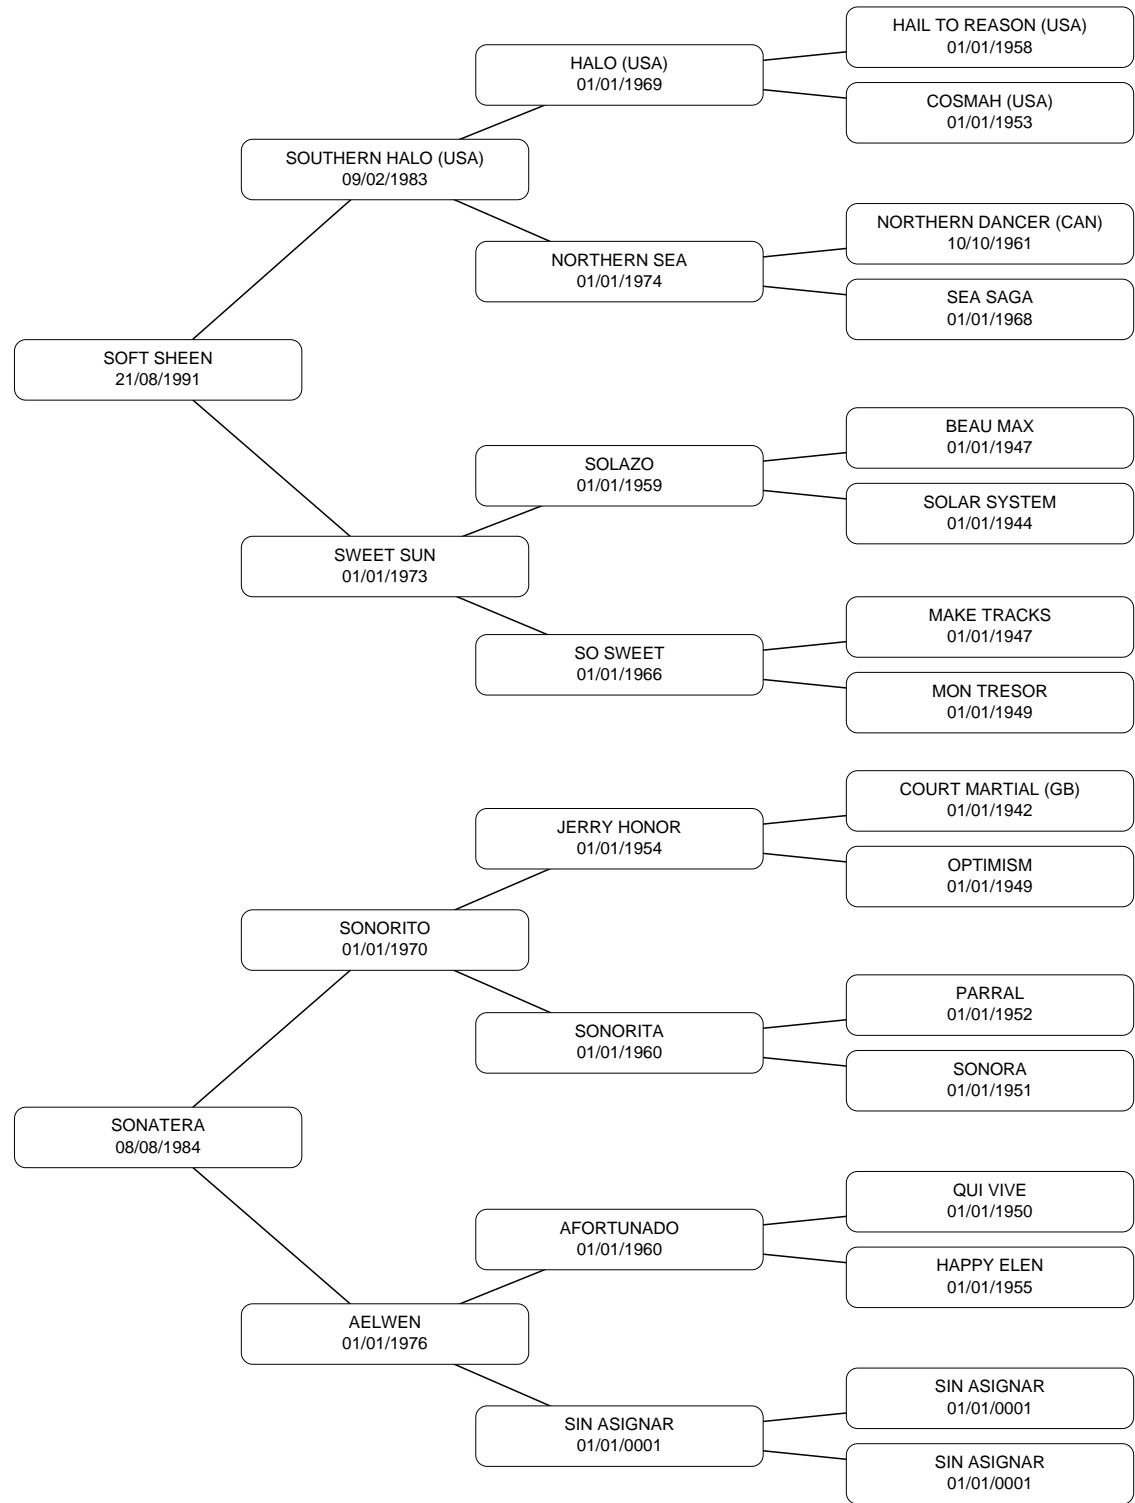 HAIL TO REASON (USA)
01/01/1958
HALO (USA)
01/01/1969
COSMAH (USA)
01/01/1953
SOUTHERN HALO (USA)
09/02/1983
NORTHERN DANCER (CAN)
10/10/1961
NORTHERN SEA
01/01/1974
SEA SAGA
01/01/1968
SOFT SHEEN
21/08/1991
BEAU MAX
01/01/1947
SOLAZO
01/01/1959
SOLAR SYSTEM
01/01/1944
SWEET SUN
01/01/1973
MAKE TRACKS
01/01/1947
SO SWEET
01/01/1966
MON TRESOR
01/01/1949
COURT MARTIAL (GB)
01/01/1942
JERRY HONOR
01/01/1954
OPTIMISM
01/01/1949
SONORITO
01/01/1970
PARRAL
01/01/1952
SONORITA
01/01/1960
SONORA
01/01/1951
SONATERA
08/08/1984
QUI VIVE
01/01/1950
AFORTUNADO
01/01/1960
HAPPY ELEN
01/01/1955
AELWEN
01/01/1976
SIN ASIGNAR
01/01/0001
SIN ASIGNAR
01/01/0001
SIN ASIGNAR
01/01/0001